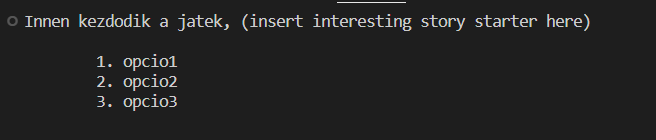 Innen kezdodik a jatek, (insert interesting story starter here)
1. opcio1
2. opcio2
3. opcio3